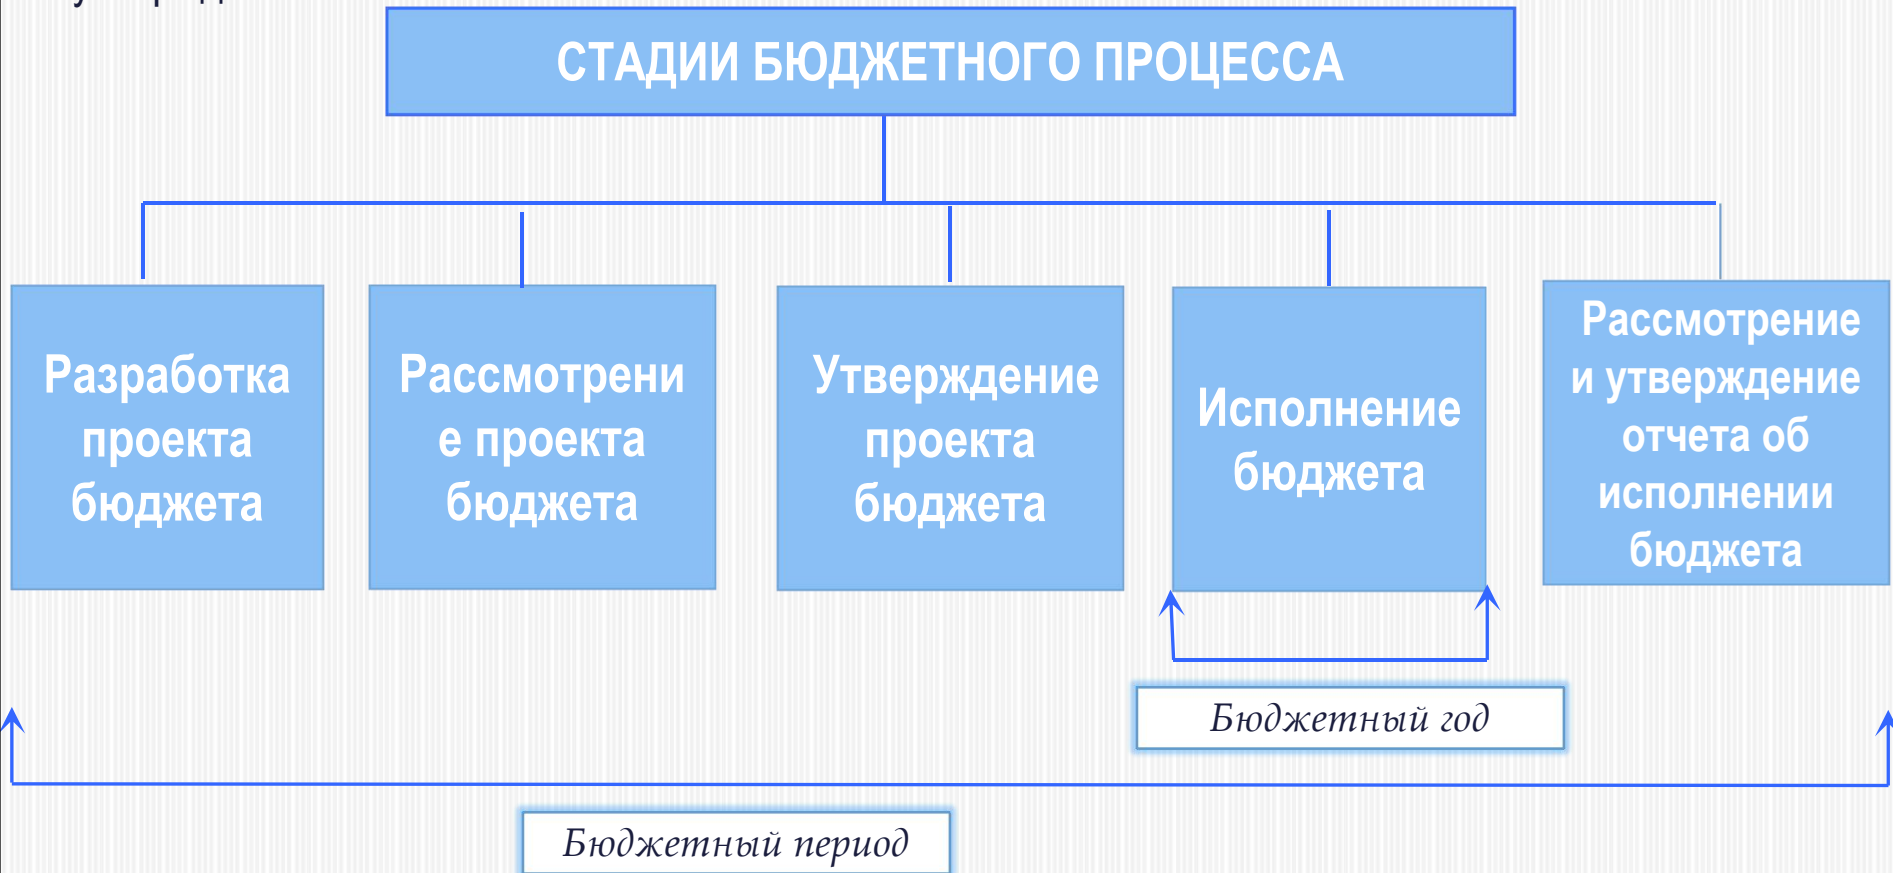 СТАДИИ БЮДЖЕТНОГО ПРОЦЕССА
Разработка
проекта
бюджета
Рассмотрени
е проекта
бюджета
Утверждение
проекта
бюджета
Исполнение
бюджета
Рассмотрение
и утверждение
отчета об
исполнении
бюджета
Бюджетный год
Бюджетный период